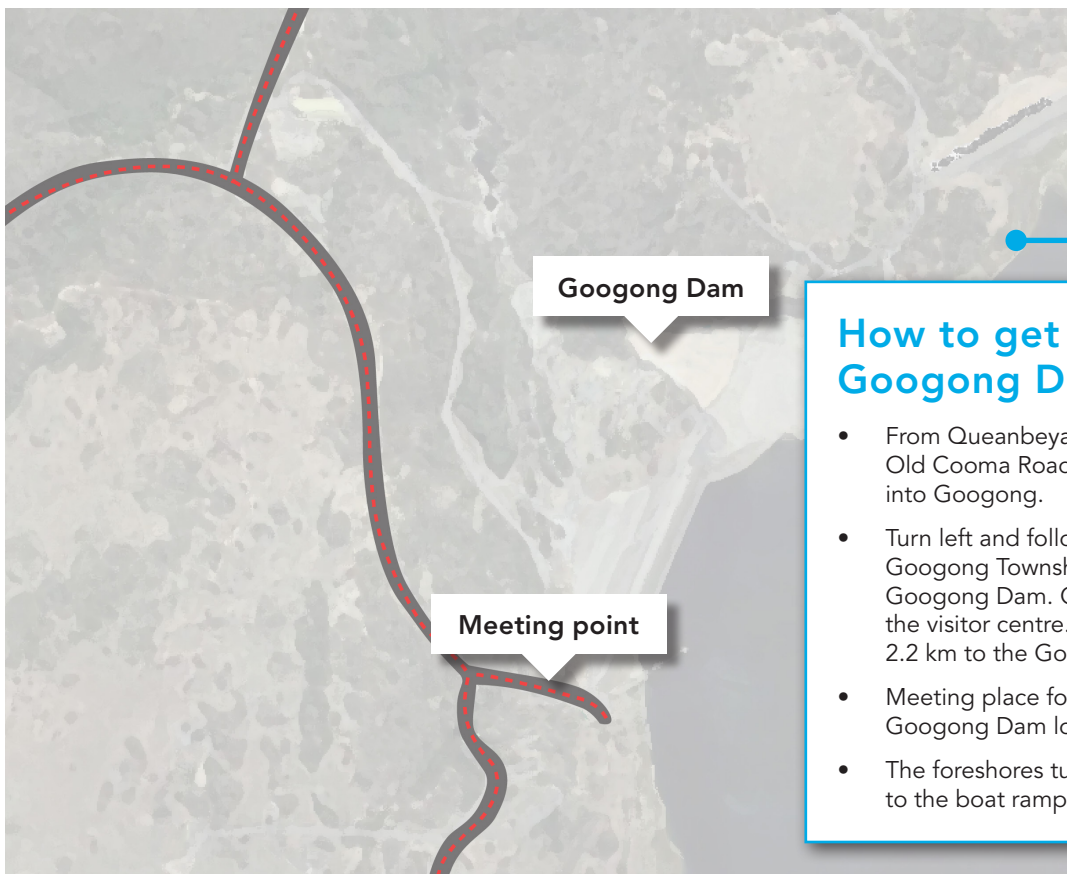 Googong Dam
Meeting point
How to get
Googong D
• From Queanbeya
Old Cooma Road
into Googong.
• Turn left and follo
Googong Townsh
Googong Dam. G
the visitor centre.
2.2 km to the Go
• Meeting place fo
Googong Dam lo
• The foreshores tu
to the boat ramp